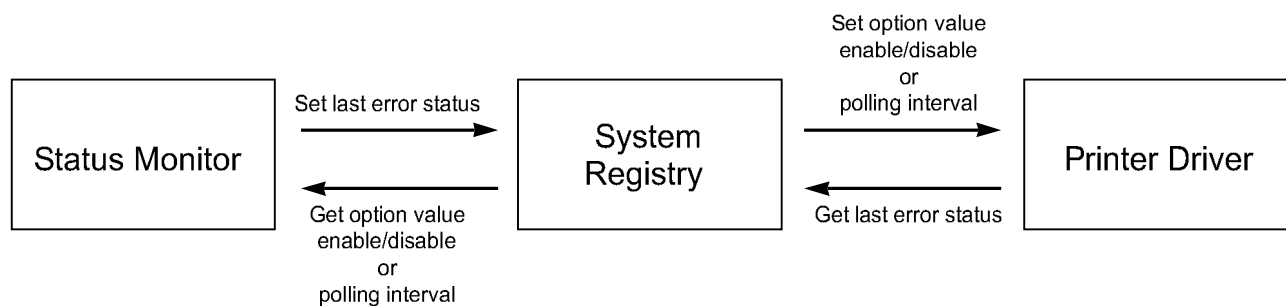 Status Monitor
Set last error status
Get option value
enable/disable
or
polling interval
System
Registry
Set option value
enable/disable
or
polling interval
Get last error status
Printer Driver